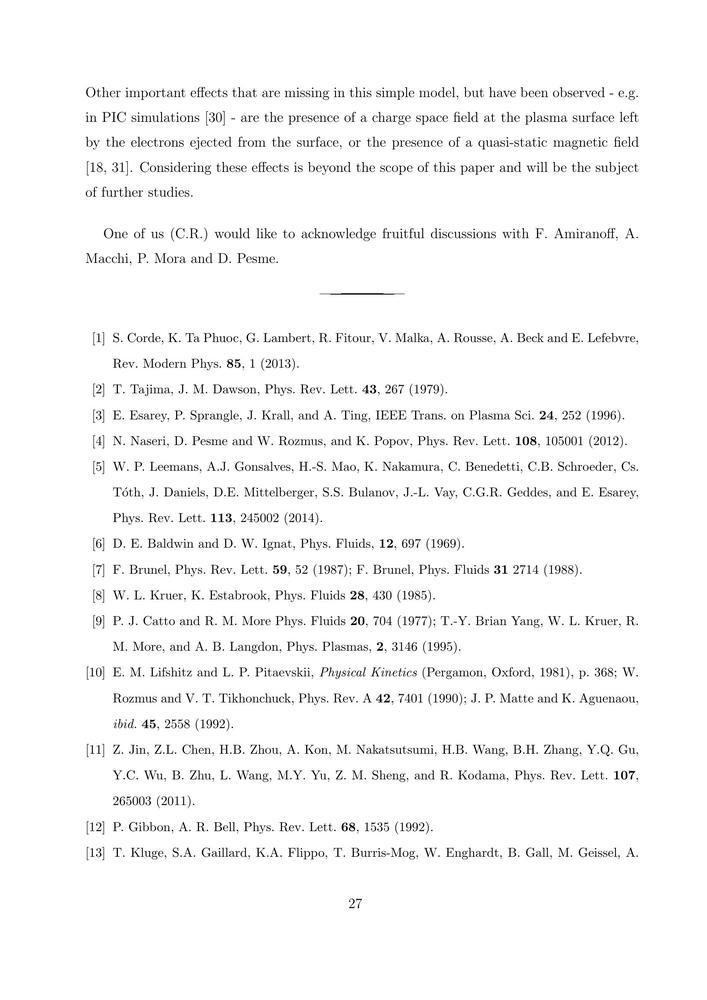 Other important effects that are missing in this simple model, but have been observed - e.g.
in PIC simulations [30] - are the presence of a charge space field at the plasma surface left
by the electrons ejected from the surface, or the presence of a quasi-static magnetic field
[18, 31]. Considering these effects is beyond the scope of this paper and will be the subject
of further studies.
One of us (C.R.) would like to acknowledge fruitful discussions with F. Amiranoff, A.
Macchi, P. Mora and D. Pesme.
[1] S. Corde, K. Ta Phuoc, G. Lambert, R. Fitour, V. Malka, A. Rousse, A. Beck and E. Lefebvre,
Rev. Modern Phys. 85, 1 (2013).
[2] T. Tajima, J. M. Dawson, Phys. Rev. Lett. 43, 267 (1979).
[3] E. Esarey, P. Sprangle, J. Krall, and A. Ting, IEEE Trans. on Plasma Sci. 24, 252 (1996).
[4] N. Naseri, D. Pesme and W. Rozmus, and K. Popov, Phys. Rev. Lett. 108, 105001 (2012).
[5] W. P. Leemans, A.J. Gonsalves, H.-S. Mao, K. Nakamura, C. Benedetti, C.B. Schroeder, Cs.
Tóth, J. Daniels, D.E. Mittelberger, S.S. Bulanov, J.-L. Vay, C.G.R. Geddes, and E. Esarey,
Phys. Rev. Lett. 113, 245002 (2014).
[6] D. E. Baldwin and D. W. Ignat, Phys. Fluids, 12, 697 (1969).
[7] F. Brunel, Phys. Rev. Lett. 59, 52 (1987); F. Brunel, Phys. Fluids 31 2714 (1988).
[8] W. L. Kruer, K. Estabrook, Phys. Fluids 28, 430 (1985).
[9] P. J. Catto and R. M. More Phys. Fluids 20, 704 (1977); T.-Y. Brian Yang, W. L. Kruer, R.
M. More, and A. B. Langdon, Phys. Plasmas, 2, 3146 (1995).
[10] E. M. Lifshitz and L. P. Pitaevskii, Physical Kinetics (Pergamon, Oxford, 1981), p. 368; W.
Rozmus and V. T. Tikhonchuck, Phys. Rev. A 42, 7401 (1990); J. P. Matte and K. Aguenaou,
ibid. 45, 2558 (1992).
[11] Z. Jin, Z.L. Chen, H.B. Zhou, A. Kon, M. Nakatsutsumi, H.B. Wang, B.H. Zhang, Y.Q. Gu,
Y.C. Wu, B. Zhu, L. Wang, M.Y. Yu, Z. M. Sheng, and R. Kodama, Phys. Rev. Lett. 107,
265003 (2011).
[12] P. Gibbon, A. R. Bell, Phys. Rev. Lett. 68, 1535 (1992).
[13] T. Kluge, S.A. Gaillard, K.A. Flippo, T. Burris-Mog, W. Enghardt, B. Gall, M. Geissel, A.
27